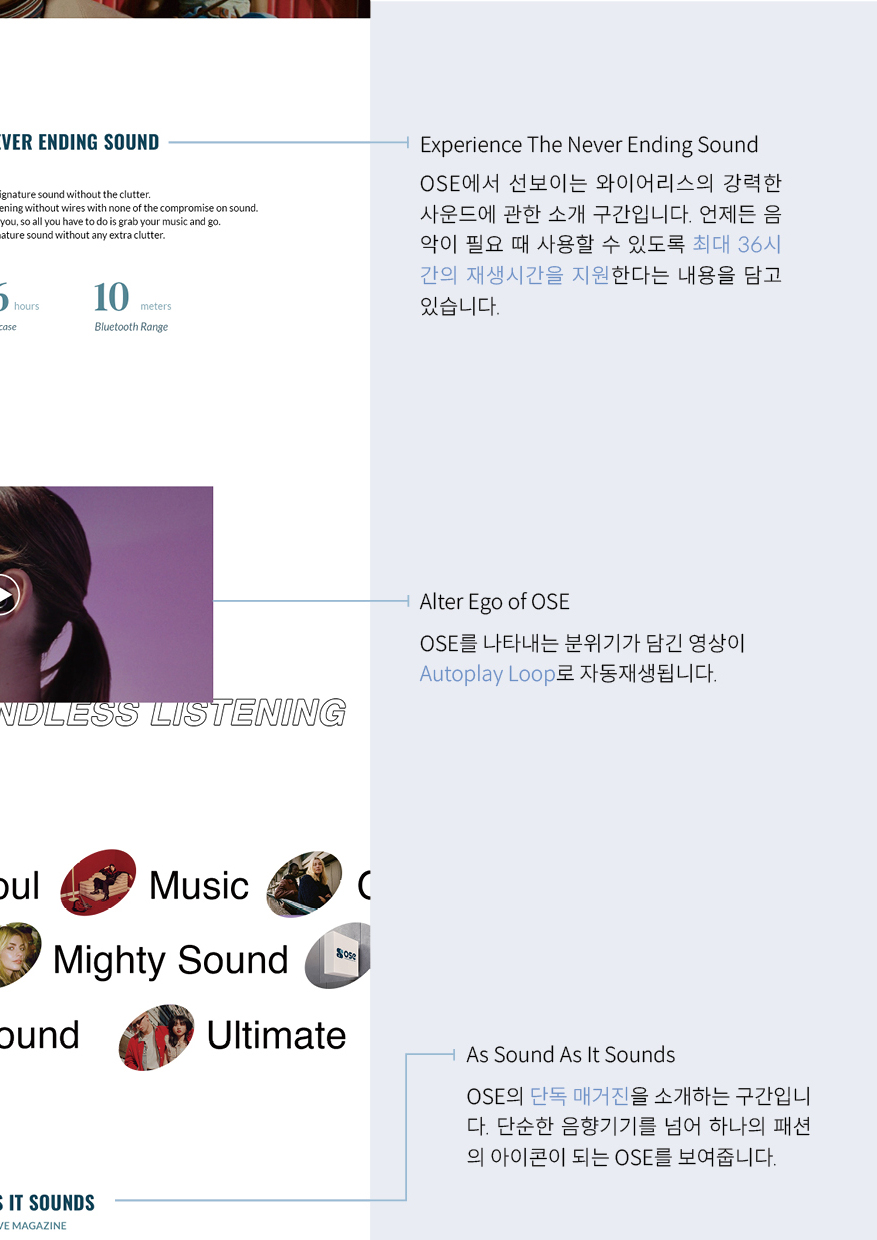 EVER ENDING SOUND
ignature sound without the clutter.
ening without wires with none of the compromise on sound.
you, so all you have to do is grab your music and go.
nature sound without any extra clutter.
6 hours
case
10 meters
Bluetooth Range
Experience The Never Ending Sound
OSE에서 선보이는 와이어리스의 강력한
사운드에 관한 소개 구간입니다. 언제든 음
악이 필요 때 사용할 수 있도록 최대 36시
간의 재생시간을 지원한다는 내용을 담고
있습니다.
NDLESS LISTENING
Alter Ego of OSE
OSE를 나타내는 분위기가 담긴 영상이
Autoplay Loop로 자동재생됩니다.
oul Music
Mighty Sound
ose
ound Ultimate
As Sound As It Sounds
OSE의 단독 매거진을 소개하는 구간입니
다. 단순한 음향기기를 넘어 하나의 패션
의 아이콘이 되는 OSE를 보여줍니다.
S IT SOUNDS
VE MAGAZINE